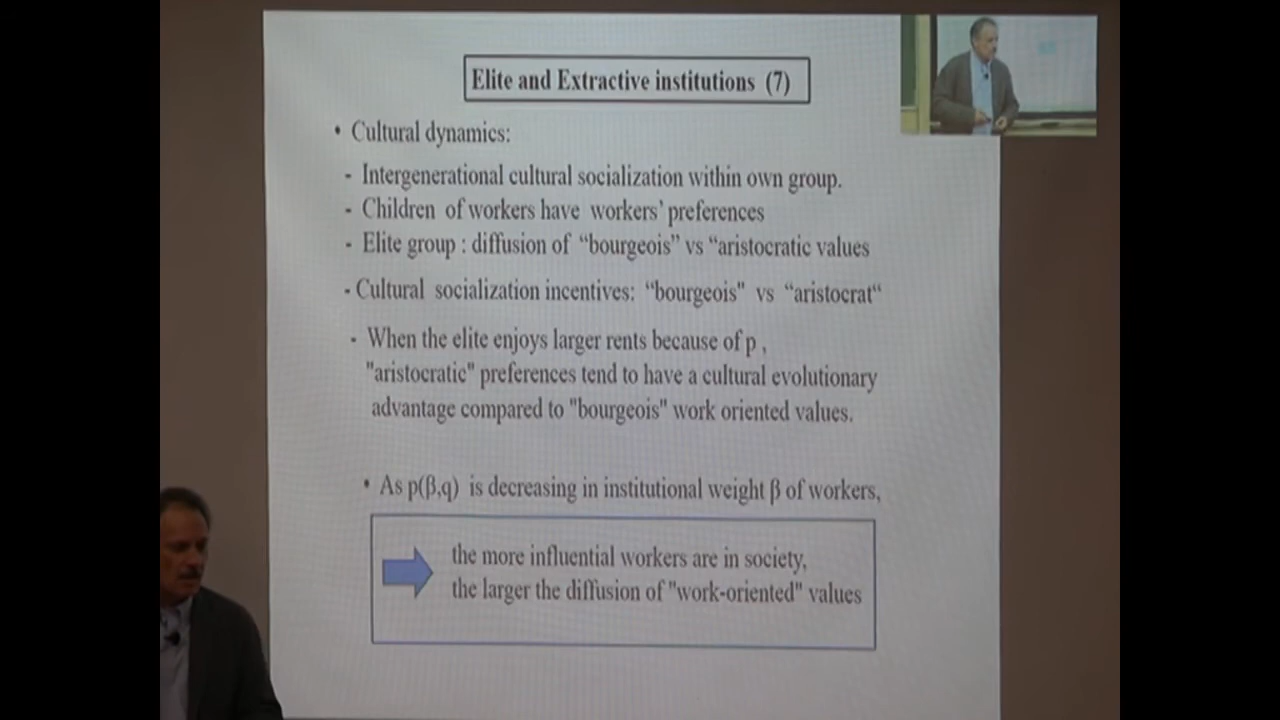 Elite and Extractive institutions (7)
• Cultural dynamics:
- Intergenerational cultural socialization within own group.
- Children of workers have workers' preferences
- Elite group : diffusion of “bourgeois” vs “aristocratic values
- Cultural socialization incentives: “bourgeois" vs “aristocrat“
- When the elite enjoys larger rents because of p ,
"aristocratic" preferences tend to have a cultural evolutionary
advantage compared to "bourgeois" work oriented values.
• As p(β,q) is decreasing in institutional weight β of workers,
the more influential workers are in society,
the larger the diffusion of "work-oriented" values